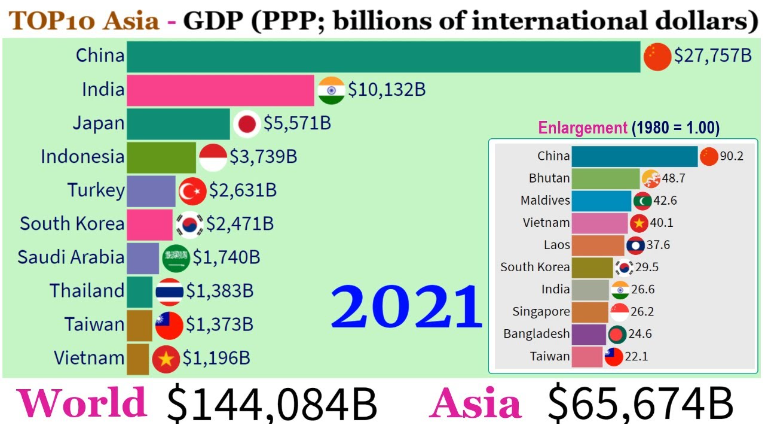 TOP10 Asia - GDP (PPP; billions of international dollars)
China $27,757B
India $10,132B
Japan $5,571B
Indonesia $3,739B
Turkey $2,631B
South Korea $2,471B
Saudi Arabia $1,740B
Thailand $1,383B
Taiwan $1,373B
Vietnam $1,196B
2021
Enlargement (1980 = 1.00)
China 90.2
Bhutan 48.7
Maldives 42.6
Vietnam 40.1
Laos 37.6
South Korea 29.5
India 26.6
Singapore 26.2
Bangladesh 24.6
Taiwan 22.1
World $144,084B Asia $65,674B